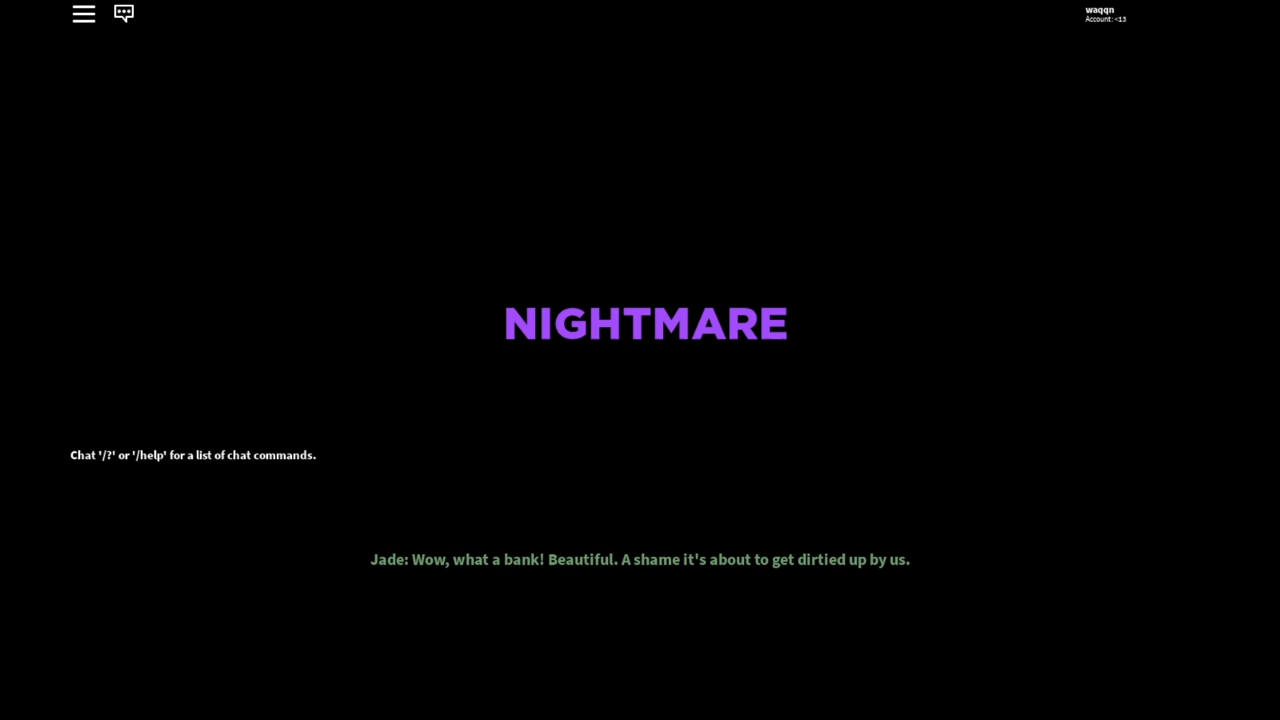 waqqn
Account: <13
NIGHTMARE
Chat '/?' or '/help' for a list of chat commands.
Jade: Wow, what a bank! Beautiful. A shame it's about to get dirtied up by us.